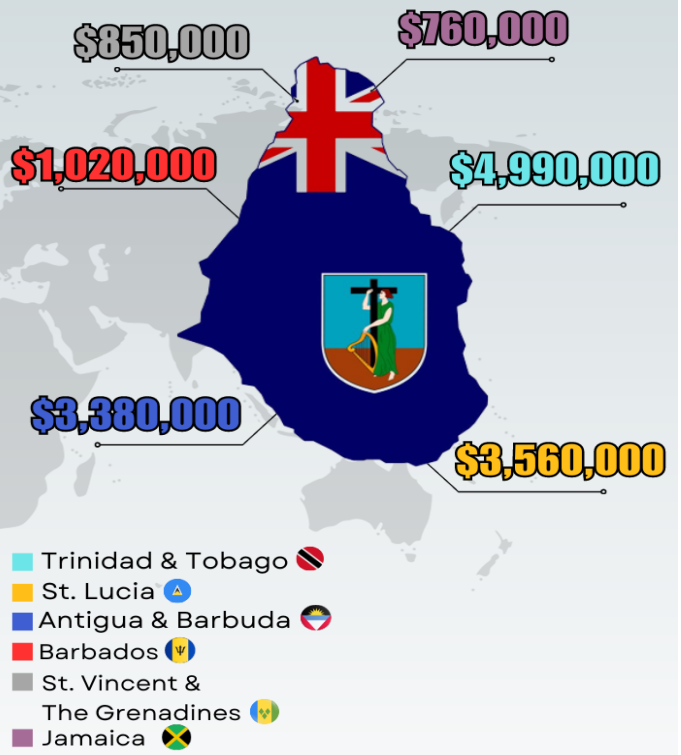 $850,000
$760,000
$1,020,000
$4,990,000
$3,380,000
$3,560,000
Trinidad & Tobago
St. Lucia
Antigua & Barbuda
Barbados
St. Vincent &
The Grenadines
Jamaica